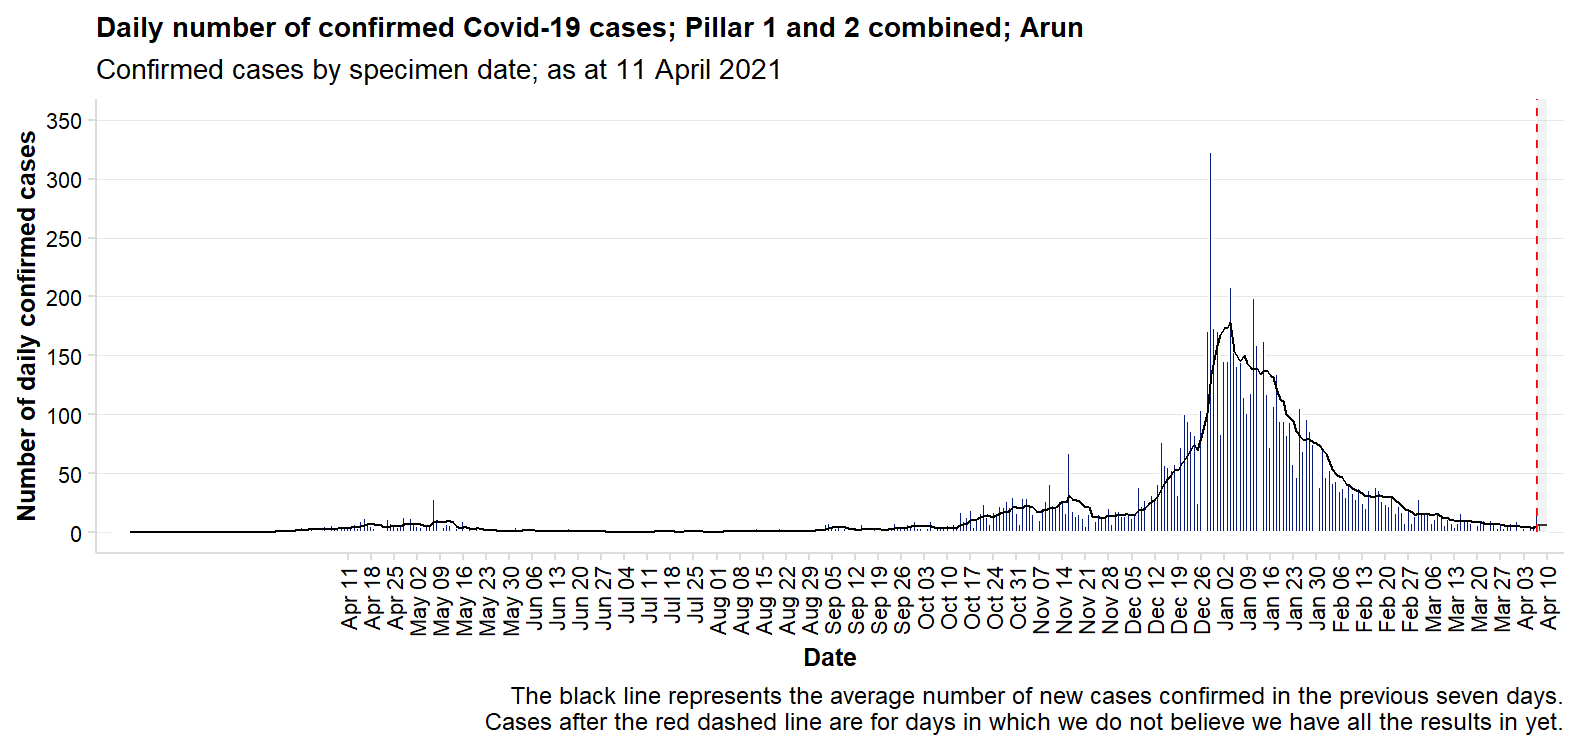 Daily number of confirmed Covid-19 cases; Pillar 1 and 2 combined; Arun
Confirmed cases by specimen date; as at 11 April 2021
Number of daily confirmed cases
350
300
250
200
150
100
50
0
Apr 11
Apr 18
Apr 25
May 02
May 09
May 16
May 23
May 30
Jun 06
Jun 13
Jun 20
Jun 27
Jul 04
Jul 11
Jul 18
Jul 25
Aug 01
Aug 08
Aug 15
Aug 22
Aug 29
Sep 05
Sep 12
Sep 19
Sep 26
Oct 03
Oct 10
Oct 17
Oct 24
Oct 31
Nov 07
Nov 14
Nov 21
Nov 28
Dec 05
Dec 12
Dec 19
Dec 26
Jan 02
Jan 09
Jan 16
Jan 23
Jan 30
Feb 06
Feb 13
Feb 20
Feb 27
Mar 06
Mar 13
Mar 20
Mar 27
Apr 03
Apr 10
Date
The black line represents the average number of new cases confirmed in the previous seven days.
Cases after the red dashed line are for days in which we do not believe we have all the results in yet.